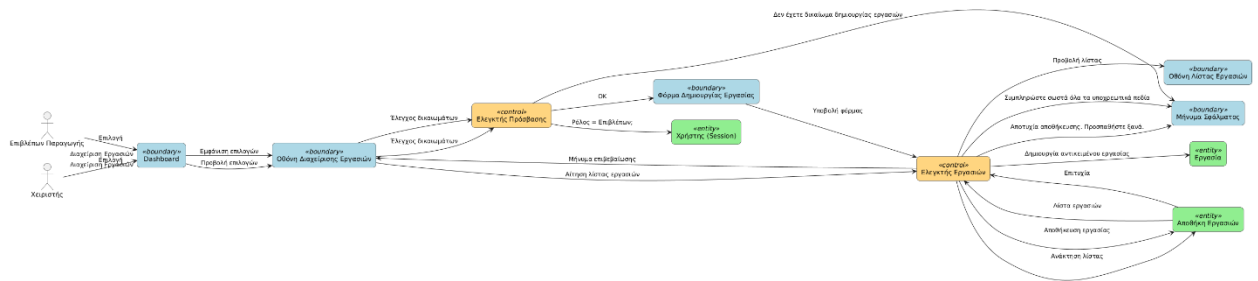 Δεν έχετε δικαίωμα δημιουργίας εργασιών
Προβολή λίστας
«boundary»
Οθόνη Λίστας Εργασιών
«boundary»
Φόρμα Δημιουργίας Εργασίας
OK
Συμπληρώστε σωστά όλα τα υποχρεωτικά πεδία
«boundary»
Μήνυμα Σφάλματος
«control»
Ελεγκτής Πρόσβασης
Υποβολή φόρμας
Έλεγχος δικαιωμάτων
Ρόλος = Επιβλέπων;
«entity»
Χρήστης (Session)
Αποτυχία αποθήκευσης. Προσπαθήστε ξανά.
Επιβλέπων Παραγωγής
Επιλογή
Διαχείριση Εργασιών
«boundary»
Dashboard
Εμφάνιση επιλογών
Προβολή επιλογών
«boundary»
Οθόνη Διαχείρισης Εργασιών
Έλεγχος δικαιωμάτων
Μήνυμα επιβεβαίωσης
Αίτηση λίστας εργασιών
«control»
Ελεγκτής Εργασιών
Δημιουργία αντικειμένου εργασίας
«entity»
Εργασία
Επιλογή
Διαχείριση Εργασιών
Χειριστής
Επιτυχία
Λίστα εργασιών
«entity»
Αποθήκη Εργασιών
Αποθήκευση εργασίας
Ανάκτηση λίστας